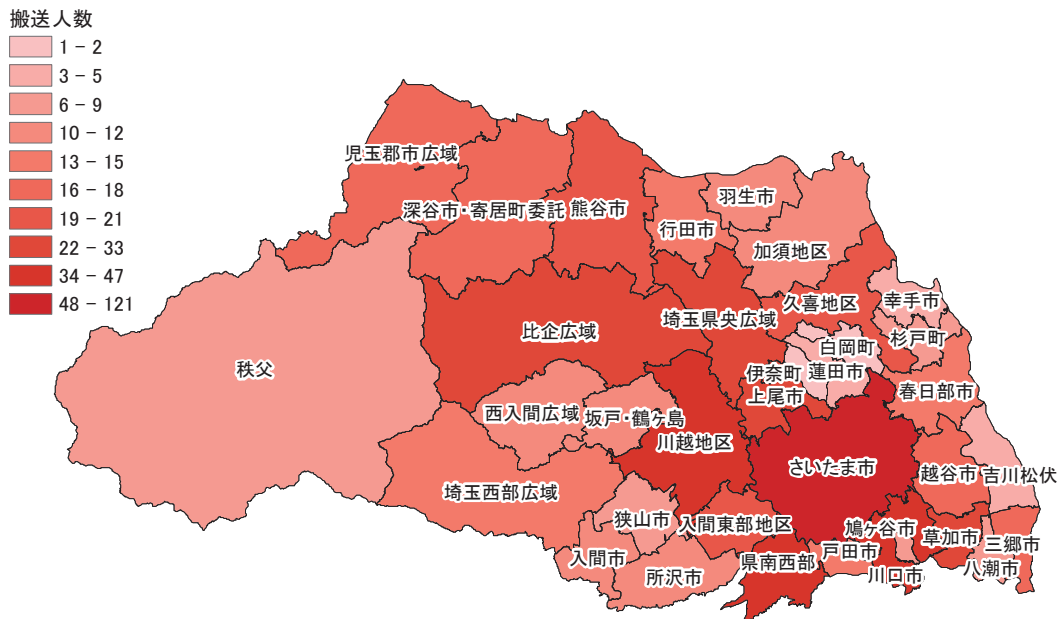 搬送人数
1 - 2
3 - 5
6 - 9
10 - 12
13 - 15
16 - 18
19 - 21
22 - 33
34 - 47
48 - 121
児玉郡市広域
深谷市・寄居町委託
熊谷市
行田市
羽生市
加須地区
久喜地区
幸手市
杉戸町
比企広域
埼玉県央広域
白岡町
蓮田市
伊奈町
上尾市
春日部市
秩父
西入間広域
坂戸・鶴ヶ島
川越地区
さいたま市
越谷市
吉川松伏
埼玉西部広域
狭山市
入間東部地区
鳩ヶ谷市
草加市
三郷市
入間市
所沢市
県南西部
戸田市
川口市
八潮市